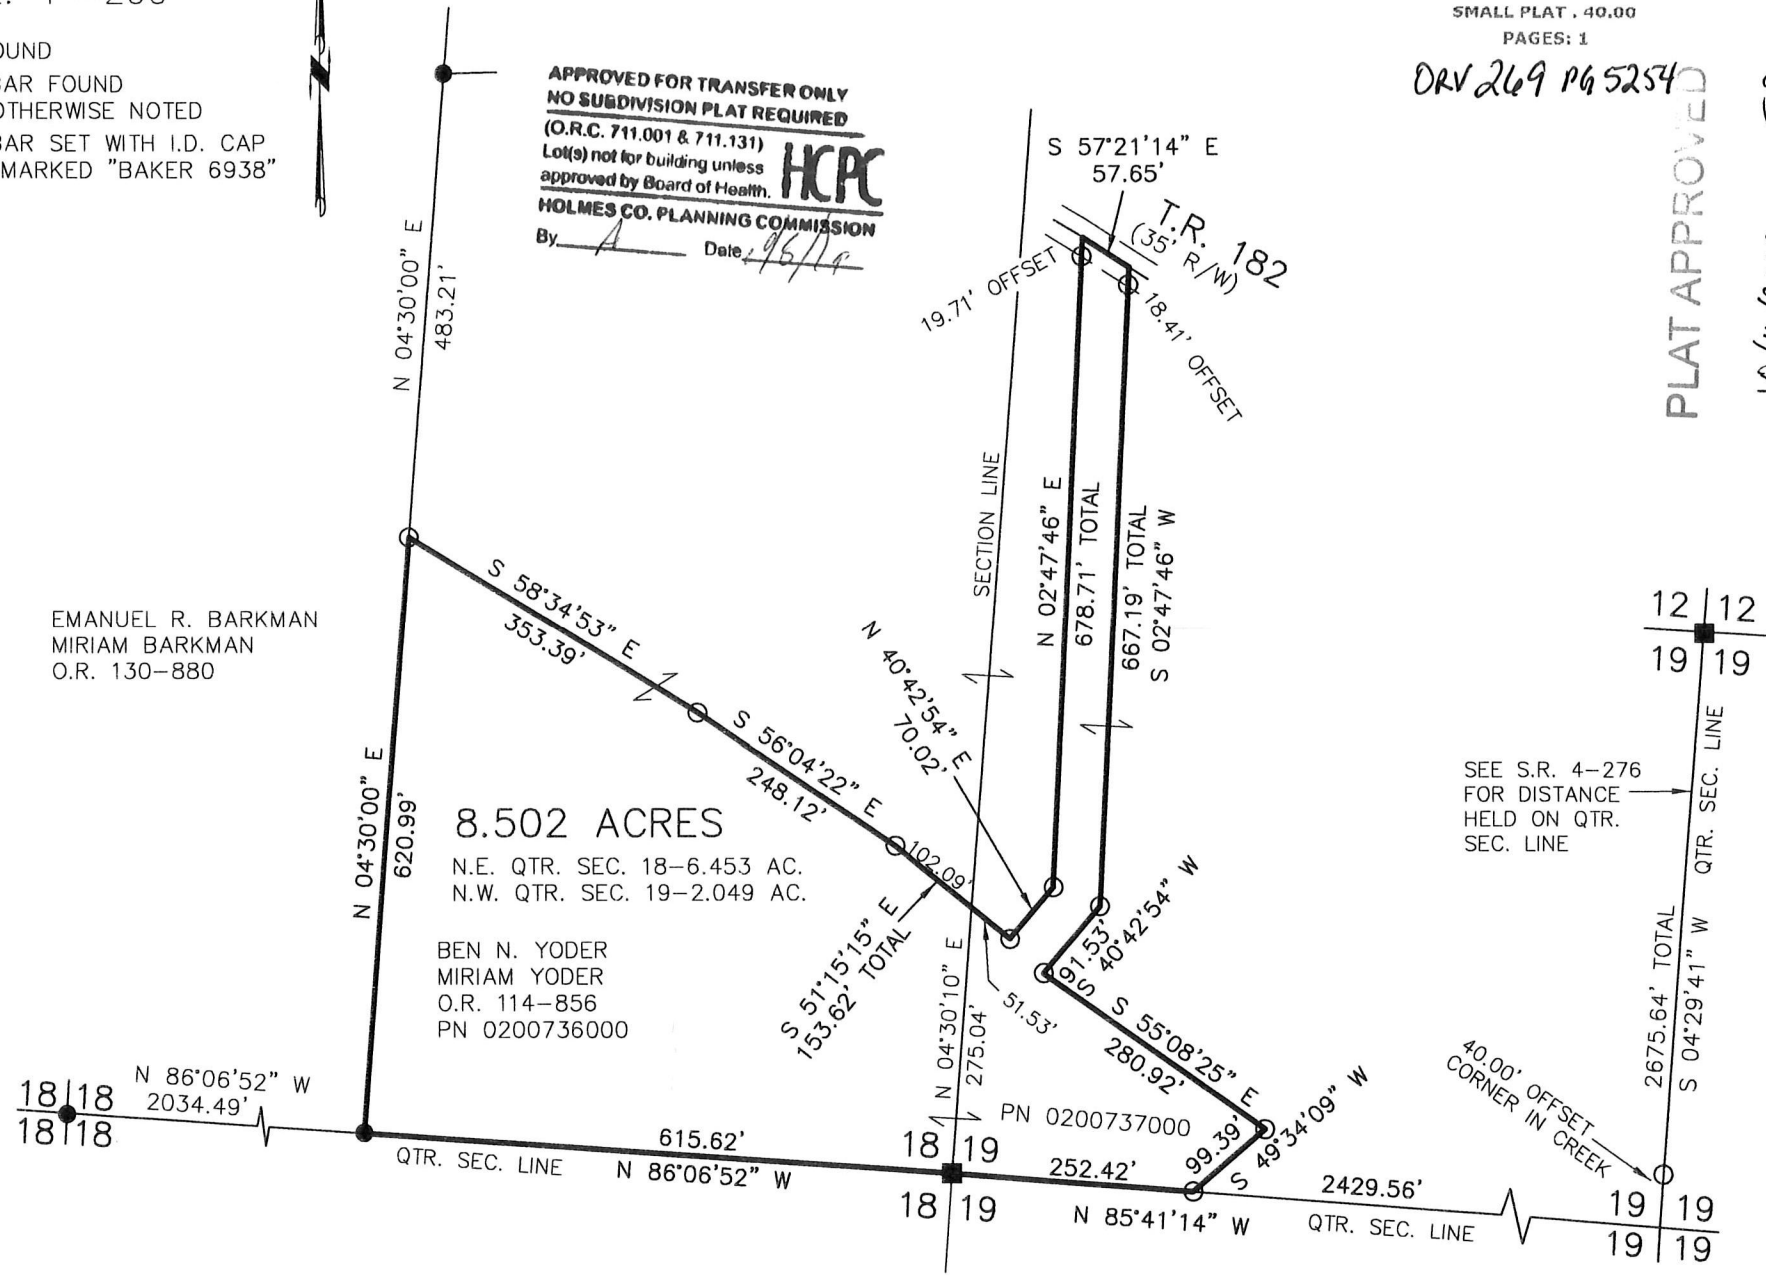 OUND
BAR FOUND
OTHERWISE NOTED
BAR SET WITH I.D. CAP
MARKED "BAKER 6938"
APPROVED FOR TRANSFER ONLY
NO SUBDIVISION PLAT REQUIRED
(O.R.C. 711.001 & 711.131)
Lot(s) not for building unless
approved by Board of Health.
HCPC
HOLMES CO. PLANNING COMMISSION
By
Date
SMALL PLAT . 40.00
PAGES: 1
ORV 269 PG 5254
PLAT APPROVED
S 57°21'14" E
57.65'
T.R. 182
(35' R/W)
19.71' OFFSET
18.41' OFFSET
N 04°30'00" E
483.21'
SECTION LINE
N 02°47'46" E
678.71' TOTAL
667.19' TOTAL
S 02°47'46" W
S 58°34'53" E
353.39'
N 40°42'54" E
70.02'
EMANUEL R. BARKMAN
MIRIAM BARKMAN
O.R. 130-880
12 12
19 19
S 56°04'22" E
248.12'
N 04°30'00" E
620.99'
8.502 ACRES
N.E. QTR. SEC. 18-6.453 AC.
N.W. QTR. SEC. 19-2.049 AC.
BEN N. YODER
MIRIAM YODER
O.R. 114-856
PN 0200736000
102.09'
S 51°15'15" E
153.62' TOTAL
51.53'
91.53'
S 40°42'54" W
SEE S.R. 4-276
FOR DISTANCE
HELD ON QTR.
SEC. LINE
QTR. SEC. LINE
2675.64' TOTAL
S 04°29'41" W
N 04°30'10" E
275.04'
S 55°08'25" E
280.92'
40.00' OFFSET
CORNER IN CREEK
PN 0200737000
99.39'
S 49°34'09" W
18 18
18 18
N 86°06'52" W
2034.49'
615.62'
QTR. SEC. LINE
N 86°06'52" W
18 19
18 19
252.42'
N 85°41'14" W
2429.56'
QTR. SEC. LINE
19 19
19 19